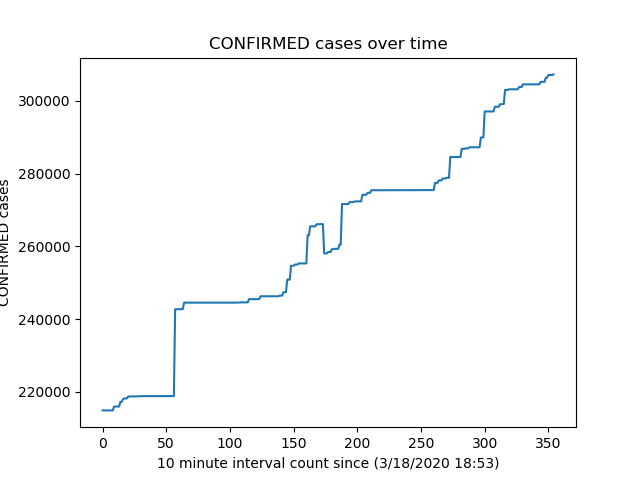 CONFIRMED cases over time
CONFIRMED cases
300000
280000
260000
240000
220000
0 50 100 150 200 250 300 350
10 minute interval count since (3/18/2020 18:53)